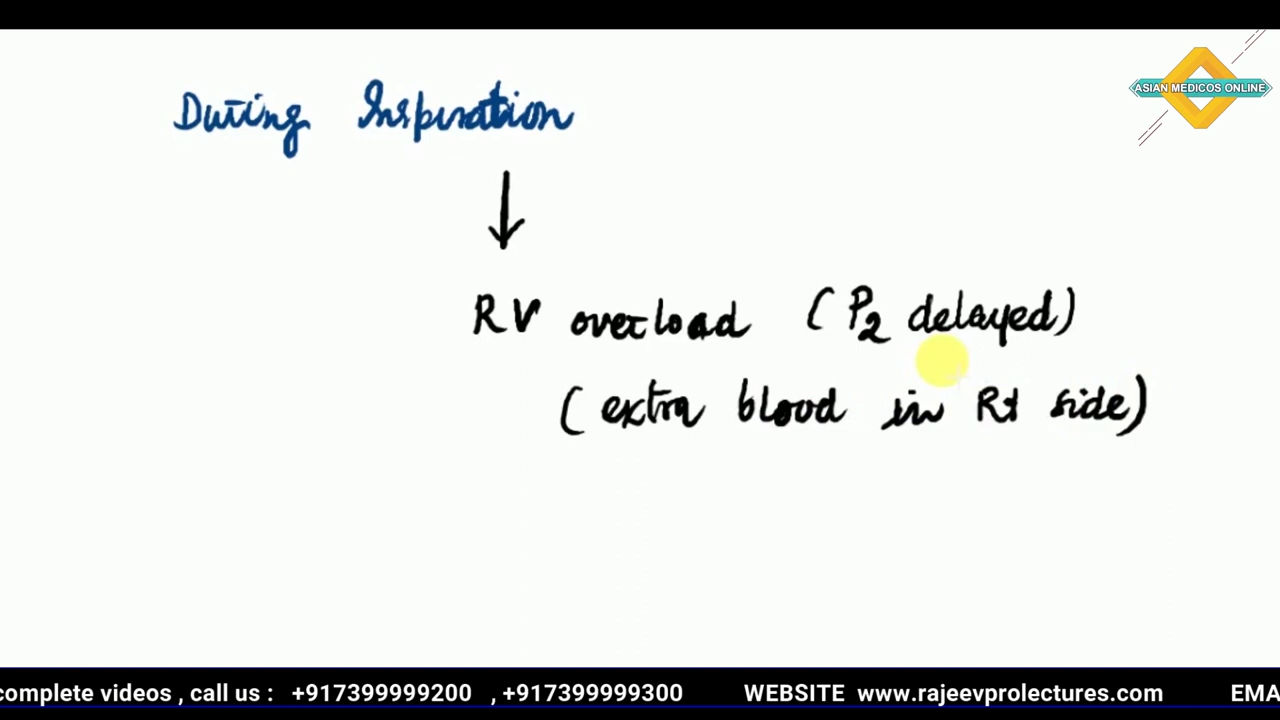 ASIAN MEDICOS ONLINE
During Inspiration
RV overload (P2 delayed)
(extra blood in Rt side)
complete videos , call us : +917399999200 , +917399999300 WEBSITE www.rajeevprolectures.com EMA